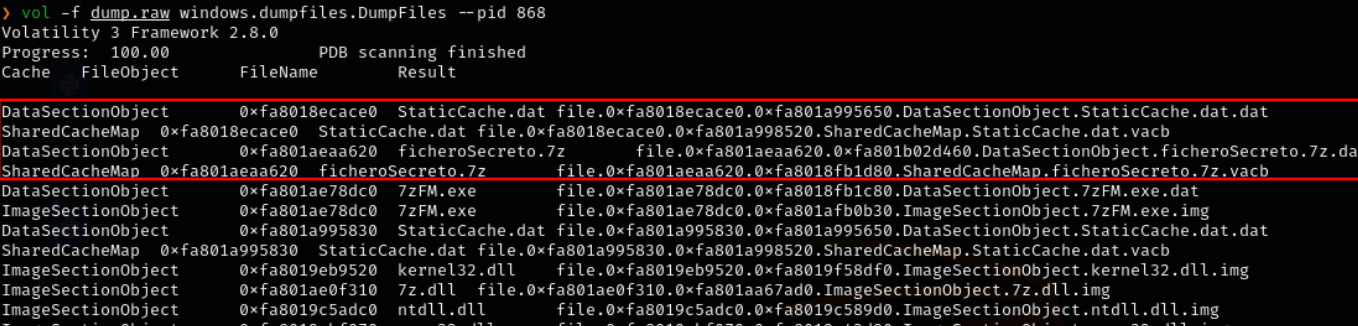 ❯ vol -f dump.raw windows.dumpfiles.DumpFiles --pid 868
Volatility 3 Framework 2.8.0
Progress:  100.00               PDB scanning finished
Cache   FileObject      FileName        Result
DataSectionObject       0×fa8018ecace0  StaticCache.dat file.0×fa8018ecace0.0×fa801a995650.DataSectionObject.StaticCache.dat.dat
SharedCacheMap  0×fa8018ecace0  StaticCache.dat file.0×fa8018ecace0.0×fa801a998520.SharedCacheMap.StaticCache.dat.vacb
DataSectionObject       0×fa801aeaa620  ficheroSecreto.7z       file.0×fa801aeaa620.0×fa801b02d460.DataSectionObject.ficheroSecreto.7z.da
SharedCacheMap  0×fa801aeaa620  ficheroSecreto.7z       file.0×fa801aeaa620.0×fa8018fb1d80.SharedCacheMap.ficheroSecreto.7z.vacb
DataSectionObject       0×fa801ae78dc0  7zFM.exe        file.0×fa801ae78dc0.0×fa8018fb1c80.DataSectionObject.7zFM.exe.dat
ImageSectionObject      0×fa801ae78dc0  7zFM.exe        file.0×fa801ae78dc0.0×fa801afb0b30.ImageSectionObject.7zFM.exe.img
DataSectionObject       0×fa801a995830  StaticCache.dat file.0×fa801a995830.0×fa801a995650.DataSectionObject.StaticCache.dat.dat
SharedCacheMap  0×fa801a995830  StaticCache.dat file.0×fa801a995830.0×fa801a998520.SharedCacheMap.StaticCache.dat.vacb
ImageSectionObject      0×fa8019eb9520  kernel32.dll    file.0×fa8019eb9520.0×fa8019f58df0.ImageSectionObject.kernel32.dll.img
ImageSectionObject      0×fa801ae0f310  7z.dll  file.0×fa801ae0f310.0×fa801aa67ad0.ImageSectionObject.7z.dll.img
ImageSectionObject      0×fa8019c5adc0  ntdll.dll       file.0×fa8019c5adc0.0×fa8019c589d0.ImageSectionObject.ntdll.dll.img